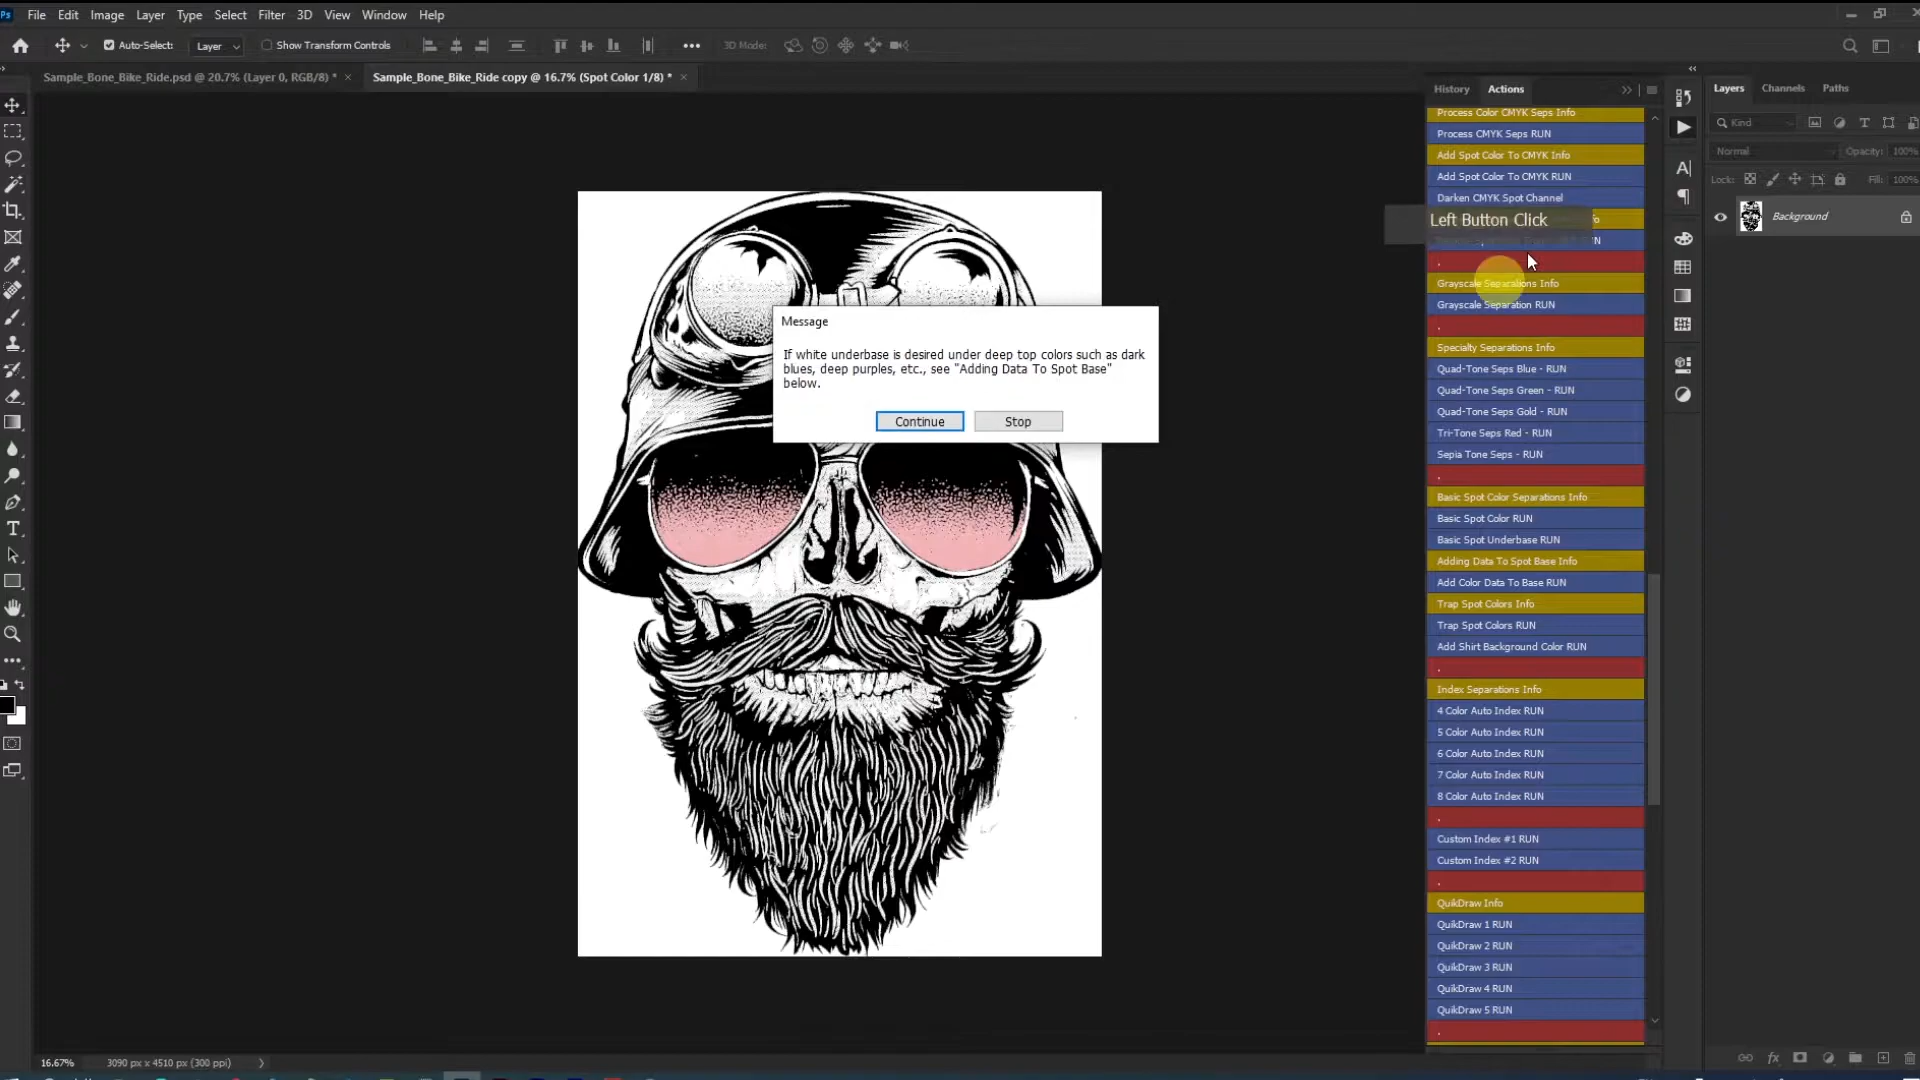 Ps File Edit Image Layer Type Select Filter 3D View Window Help
Auto-Select: Layer Show Transform Controls 3D Mode:
Sample_Bone_Bike_Ride.psd @ 20.7% (Layer 0, RGB/8) * × Sample_Bone_Bike_Ride copy @ 16.7% (Spot Color 1/8) * ×
History Actions
Process Color CMYK Seps Info
Process CMYK Seps RUN
Add Spot Color To CMYK Info
Add Spot Color To CMYK RUN
Darken CMYK Spot Channel
Left Button Click
.
Grayscale Separations Info
Grayscale Separation RUN
.
Specialty Separations Info
Quad-Tone Seps Blue - RUN
Quad-Tone Seps Green - RUN
Quad-Tone Seps Gold - RUN
Tri-Tone Seps Red - RUN
Sepia Tone Seps - RUN
.
Basic Spot Color Separations Info
Basic Spot Color RUN
Basic Spot Underbase RUN
Adding Data To Spot Base Info
Add Color Data To Base RUN
Trap Spot Colors Info
Trap Spot Colors RUN
Add Shirt Background Color RUN
.
Index Separations Info
4 Color Auto Index RUN
5 Color Auto Index RUN
6 Color Auto Index RUN
7 Color Auto Index RUN
8 Color Auto Index RUN
.
Custom Index #1 RUN
Custom Index #2 RUN
.
QuikDraw Info
QuikDraw 1 RUN
QuikDraw 2 RUN
QuikDraw 3 RUN
QuikDraw 4 RUN
QuikDraw 5 RUN
.
Message
If white underbase is desired under deep top colors such as dark
blues, deep purples, etc., see "Adding Data To Spot Base"
below.
Continue Stop
Layers Channels Paths
Kind
Normal Opacity: 100%
Lock: Fill: 100%
Background
16.67% 3090 px x 4510 px (300 ppi)